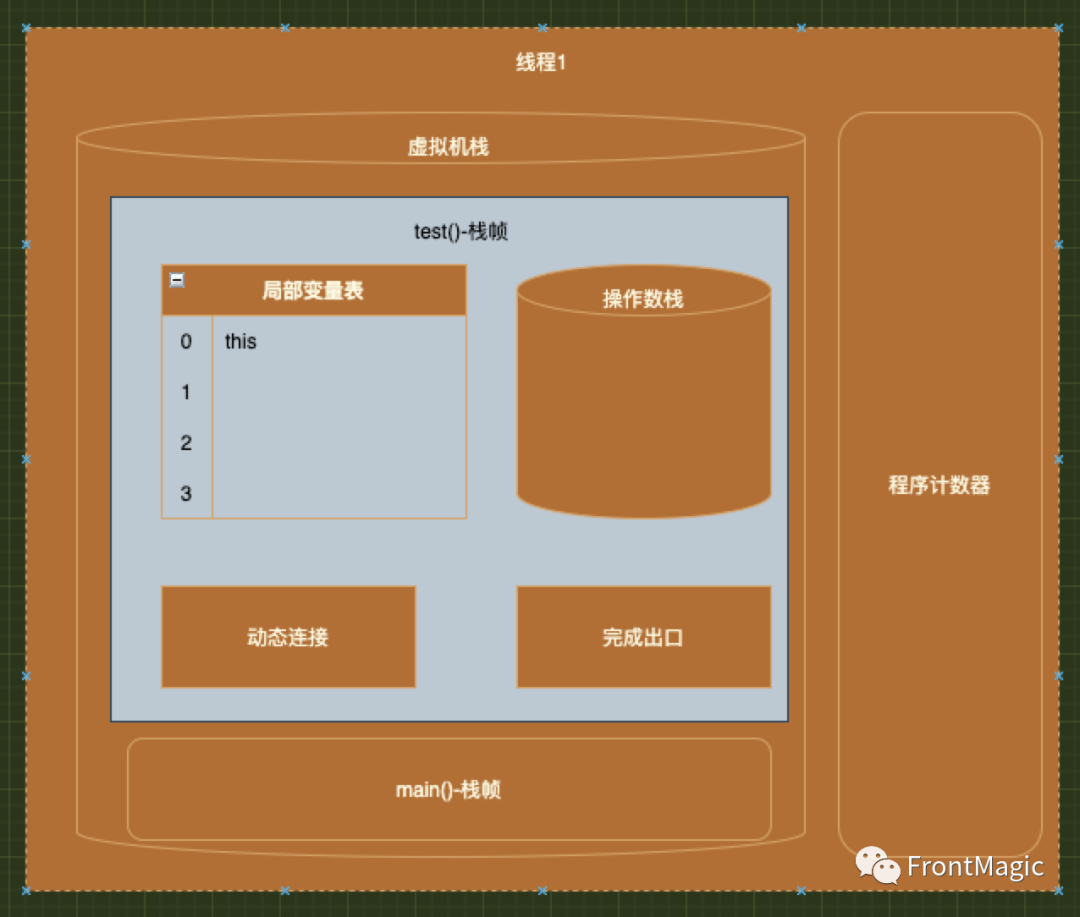 线程1
虚拟机栈
test()-栈帧
局部变量表
操作数栈
0
this
1
2
3
程序计数器
动态连接
完成出口
main()-栈帧
FrontMagic